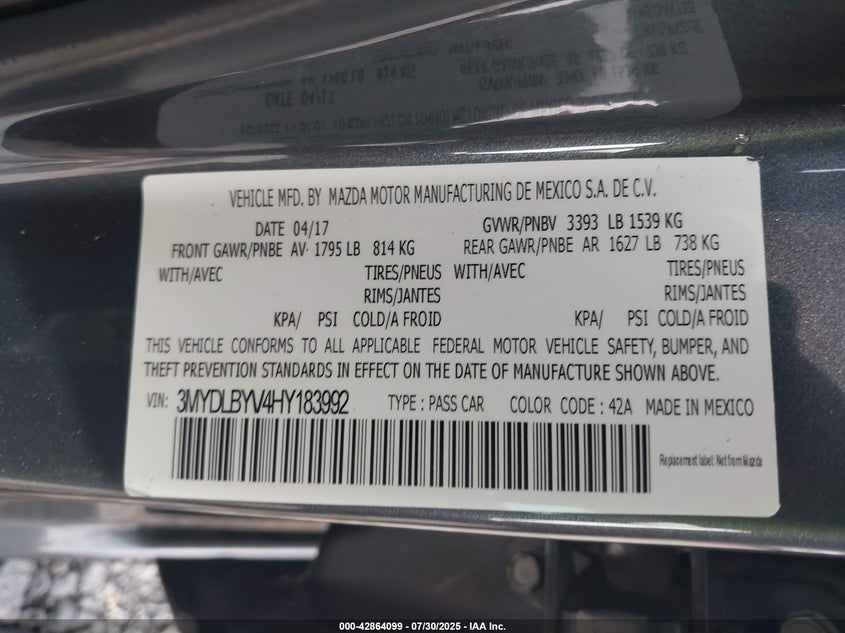 VEHICLE MFD. BY MAZDA MOTOR MANUFACTURING DE MEXICO S.A. DE C.V.
DATE 04/17 GVWR/PNBV 3393 LB 1539 KG
FRONT GAWR/PNBE AV 1795 LB 814 KG REAR GAWR/PNBE AR 1627 LB 738 KG
WITH/AVEC TIRES/PNEUS WITH/AVEC TIRES/PNEUS
RIMS/JANTES RIMS/JANTES
KPA/ PSI COLD/A FROID KPA/ PSI COLD/A FROID
THIS VEHICLE CONFORMS TO ALL APPLICABLE FEDERAL MOTOR VEHICLE SAFETY, BUMPER, AND
THEFT PREVENTION STANDARDS IN EFFECT ON THE DATE OF MANUFACTURE SHOWN ABOVE.
VIN: 3MYDLBYV4HY183992 TYPE : PASS CAR COLOR CODE : 42A MADE IN MEXICO
Replacement label: Not from Mazda
000-42864099 — 07/30/2025 - IAA Inc.